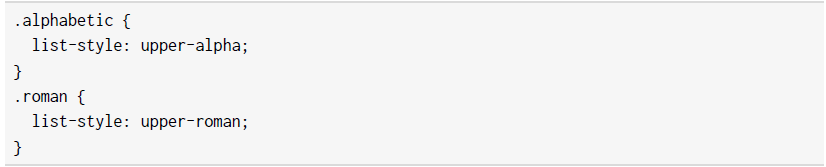 .alphabetic {
  list-style: upper-alpha;
}
.roman {
  list-style: upper-roman;
}